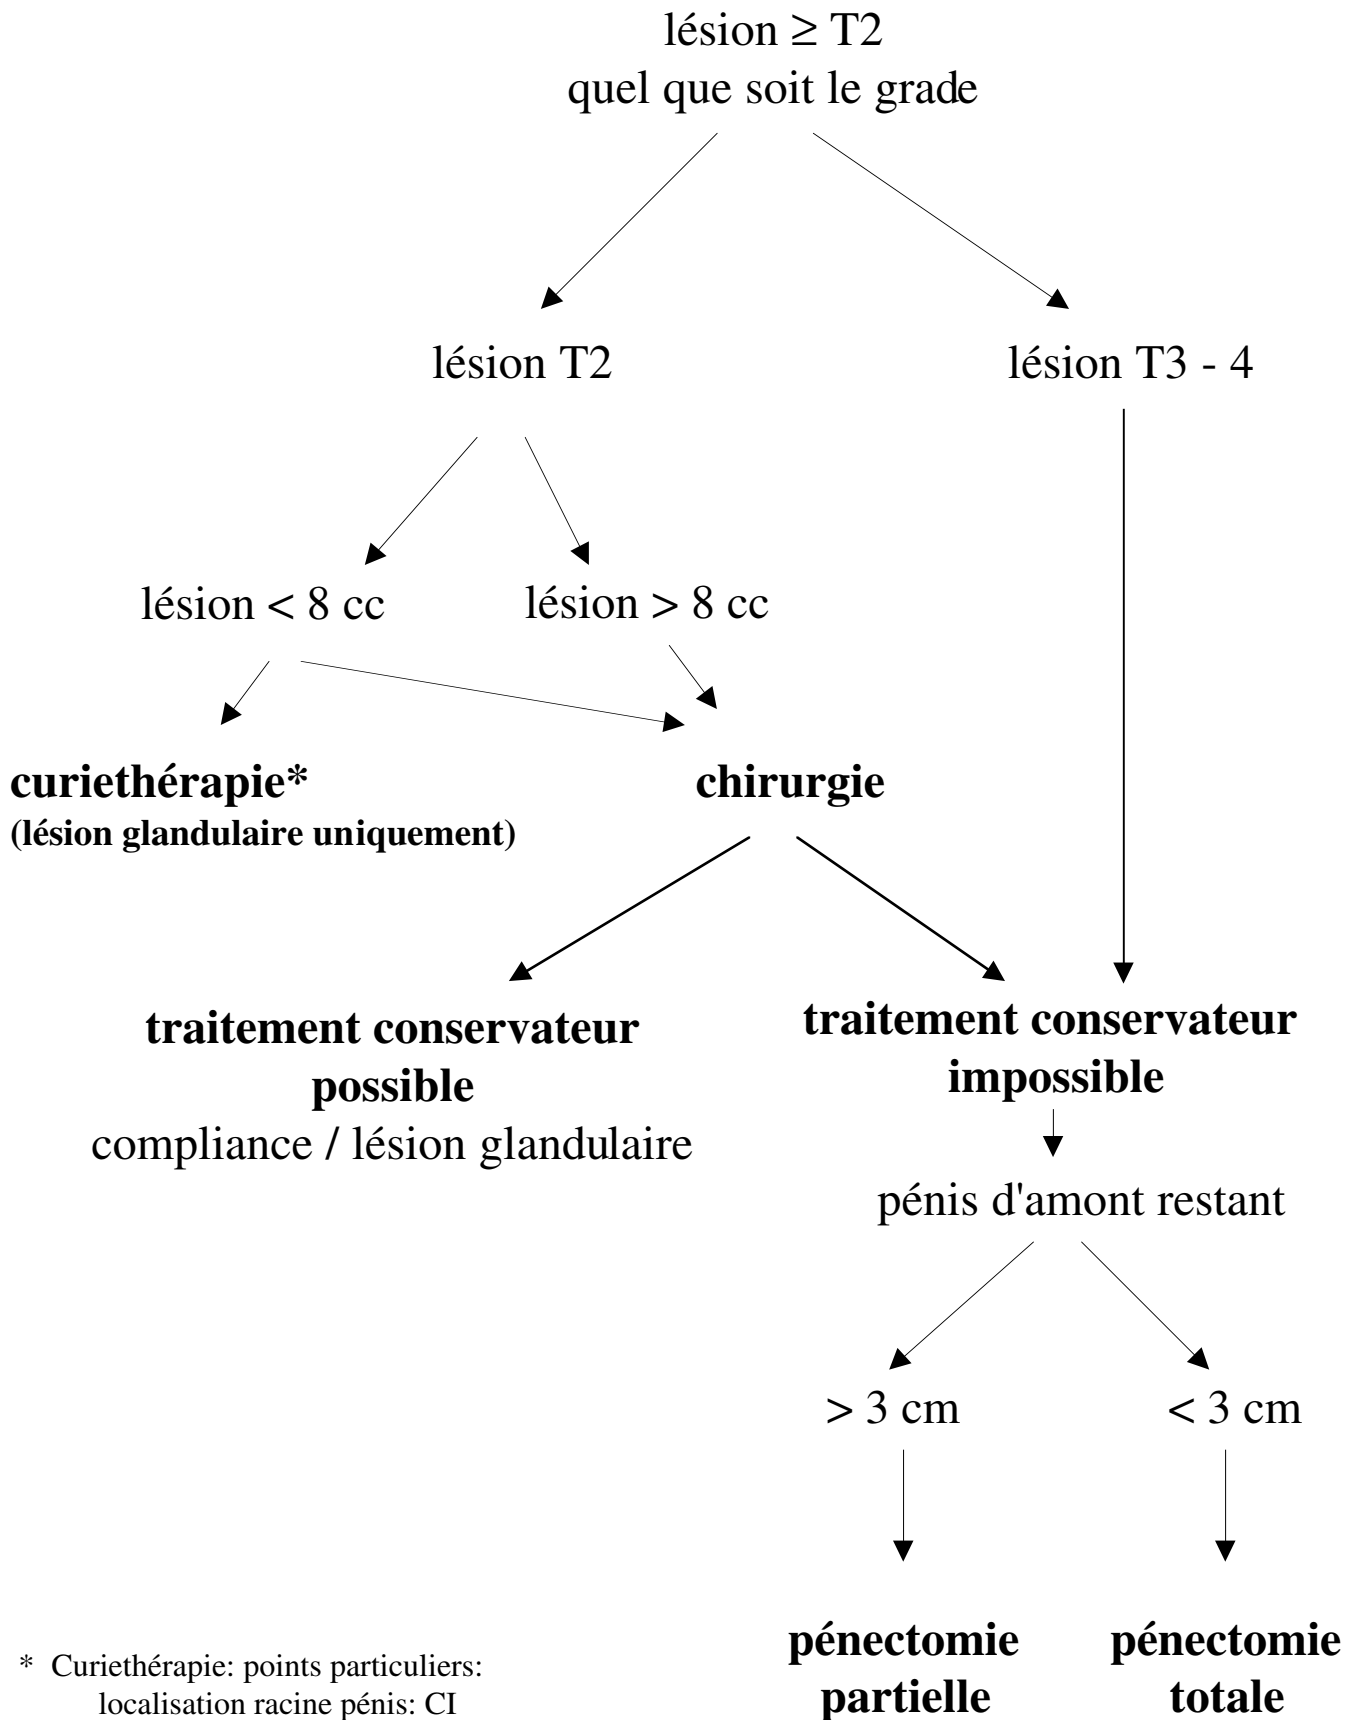 lésion ≥ T2
quel que soit le grade
lésion T2
lésion T3 - 4
lésion < 8 cc
lésion > 8 cc
curiethérapie*
(lésion glandulaire uniquement)
chirurgie
traitement conservateur
possible
compliance / lésion glandulaire
traitement conservateur
impossible
pénis d'amont restant
> 3 cm
< 3 cm
pénectomie
partielle
pénectomie
totale
* Curiethérapie: points particuliers:
localisation racine pénis: CI